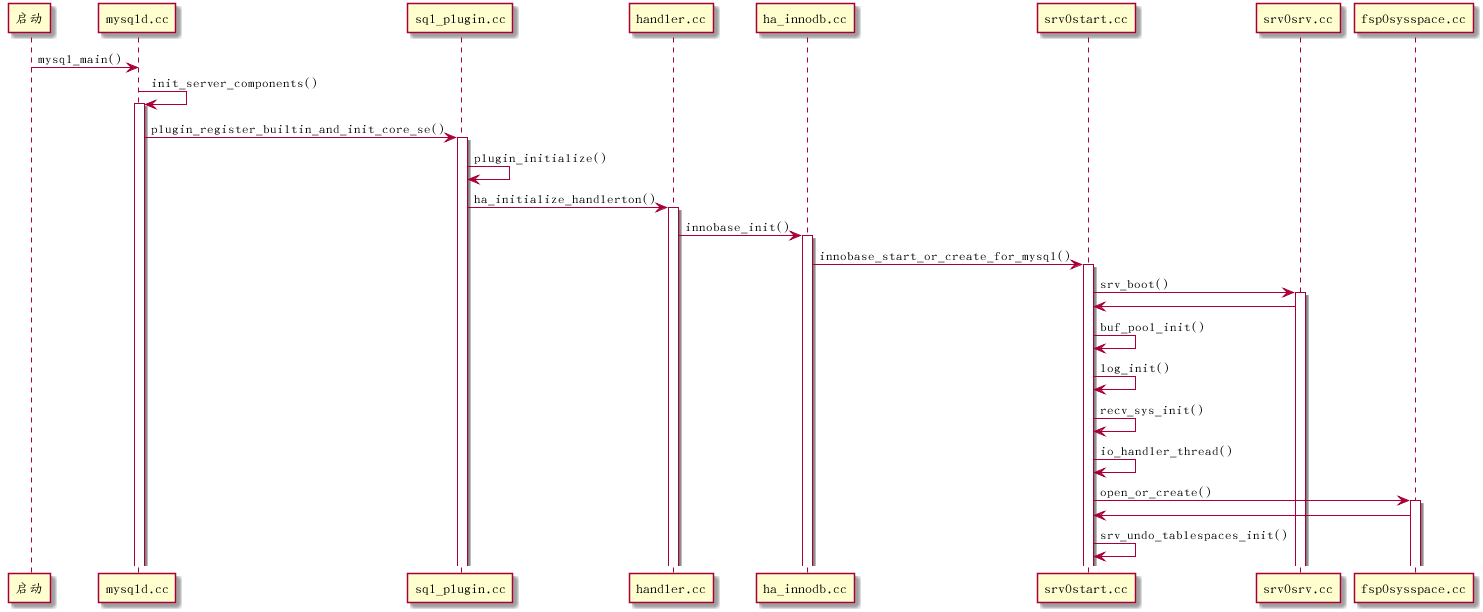 启动 mysqld.cc sql_plugin.cc handler.cc ha_innodb.cc srv0start.cc srv0srv.cc fsp0sysspace.cc
mysql_main()
init_server_components()
plugin_register_builtin_and_init_core_se()
plugin_initialize()
ha_initialize_handlerton()
innobase_init()
innobase_start_or_create_for_mysql()
srv_boot()
buf_pool_init()
log_init()
recv_sys_init()
io_handler_thread()
open_or_create()
srv_undo_tablespaces_init()
启动 mysqld.cc sql_plugin.cc handler.cc ha_innodb.cc srv0start.cc srv0srv.cc fsp0sysspace.cc